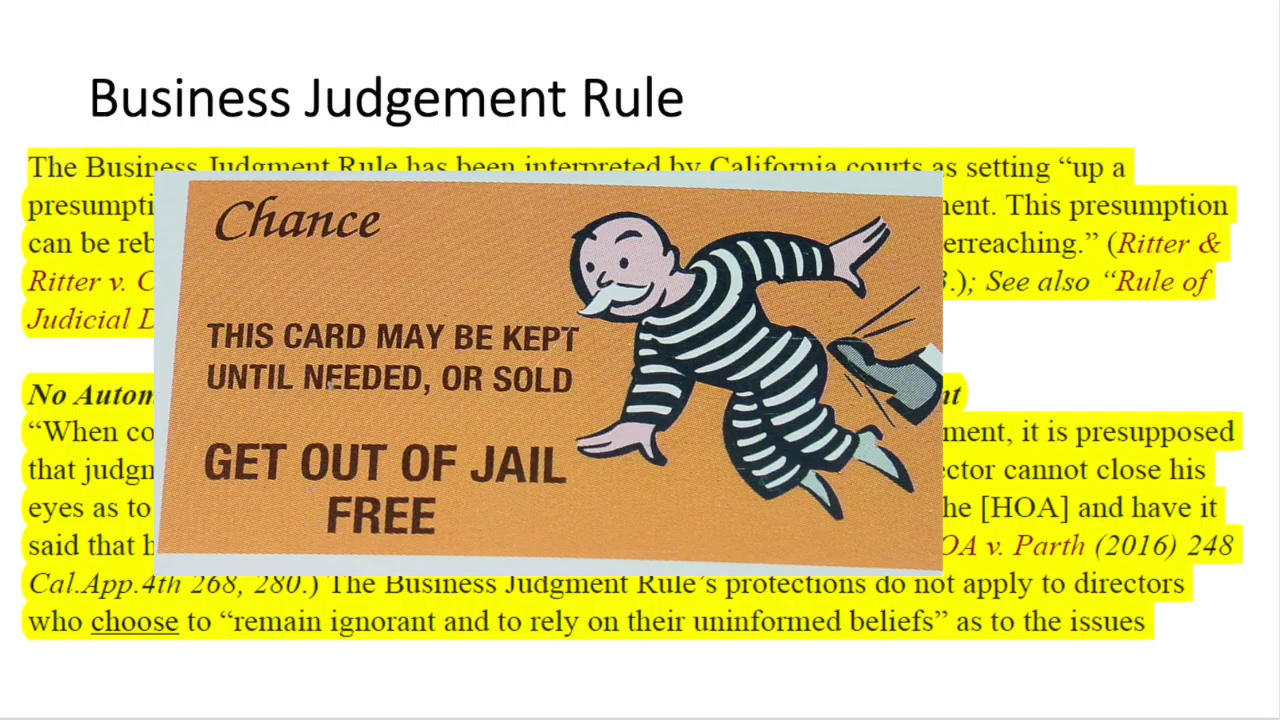 Business Judgement Rule
The Business Judgment Rule has been interpreted by California courts as setting “up a
presumpti
ment. This presumption
can be reb
erreaching.” (Ritter &
Ritter v. C
.); See also “Rule of
Judicial D
Chance
THIS CARD MAY BE KEPT
UNTIL NEEDED, OR SOLD
GET OUT OF JAIL
FREE
No Autom
nt
“When co
ment, it is presupposed
that judgm
ector cannot close his
eyes as to
he [HOA] and have it
said that h
OA v. Parth (2016) 248
Cal.App.4th 268, 280.) The Business Judgment Rule’s protections do not apply to directors
who choose to “remain ignorant and to rely on their uninformed beliefs” as to the issues